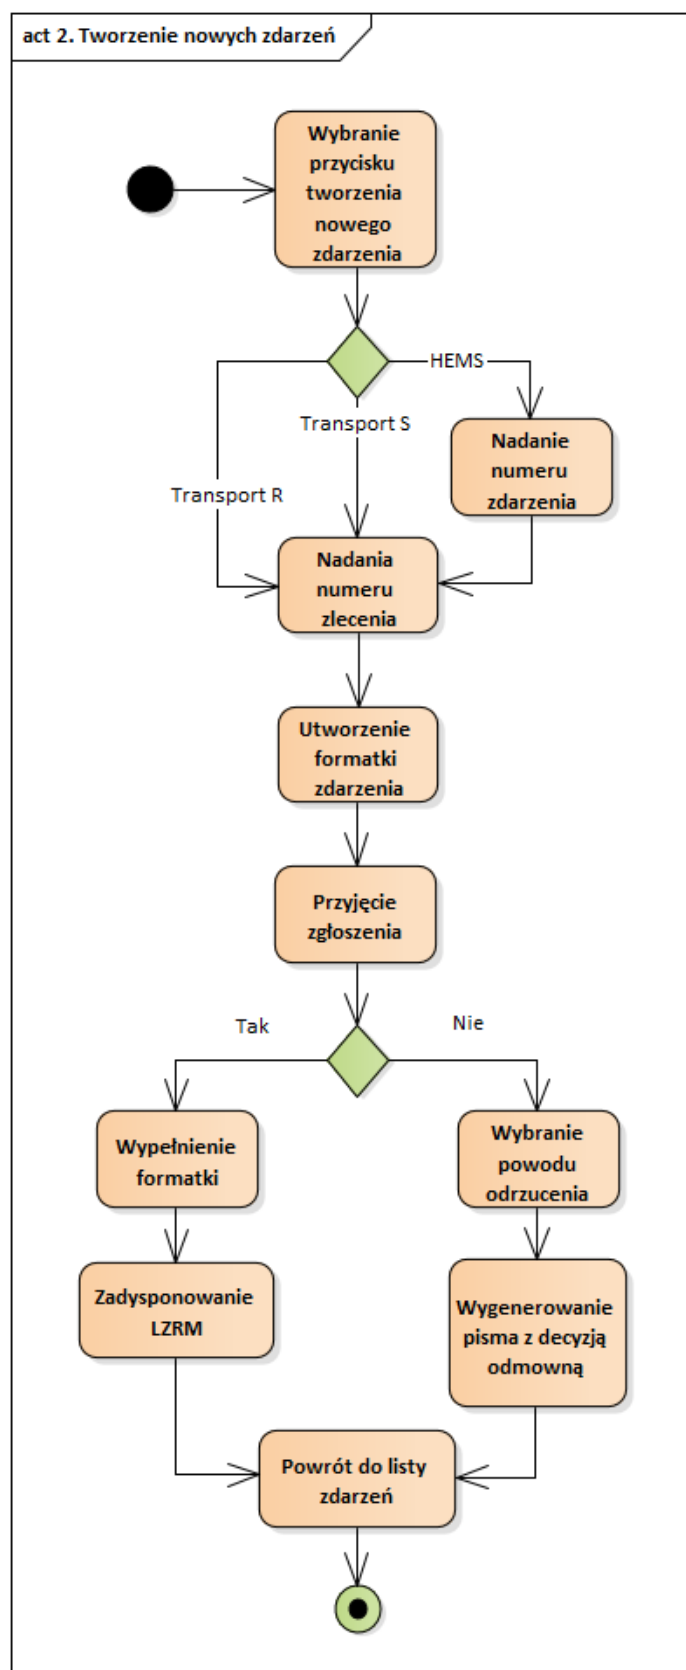 act 2. Tworzenie nowych zdarzeń
Wybranie
przycisku
tworzenia
nowego
zdarzenia
HEMS
Transport S
Nadanie
numeru
zdarzenia
Transport R
Nadania
numeru
zlecenia
Utworzenie
formatki
zdarzenia
Przyjęcie
zgłoszenia
Tak
Nie
Wypełnienie
formatki
Wybranie
powodu
odrzucenia
Zadysponowanie
LZRM
Wygenerowanie
pisma z decyzją
odmowną
Powrót do listy
zdarzeń